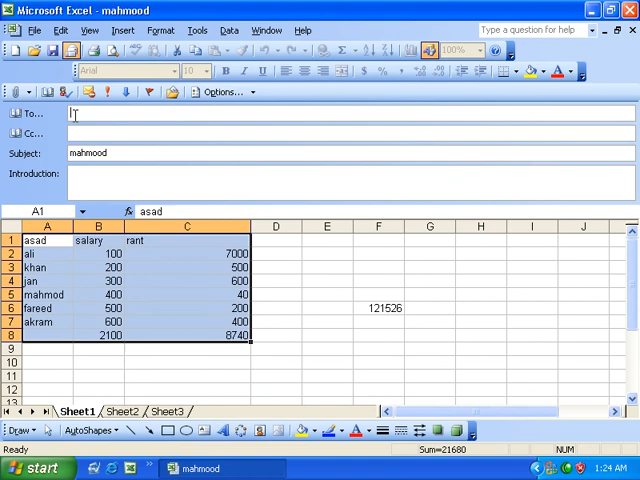 Microsoft Excel - mahmood
File Edit View Insert Format Tools Data Window Help
Type a question for help
100%
Arial 10 B I U $ % ,
Options...
To...
Cc...
Subject: mahmood
Introduction:
A1 fx asad
A B C D E F G H I J
1 asad salary rant
2 ali 100 7000
3 khan 200 500
4 jan 300 600
5 mahmod 400 40
6 fareed 500 200 121526
7 akram 600 400
8 2100 8740
9
10
11
12
13
Sheet1 Sheet2 Sheet3
Draw AutoShapes
Ready Sum=21680 NUM
start mahmood 1:24 AM